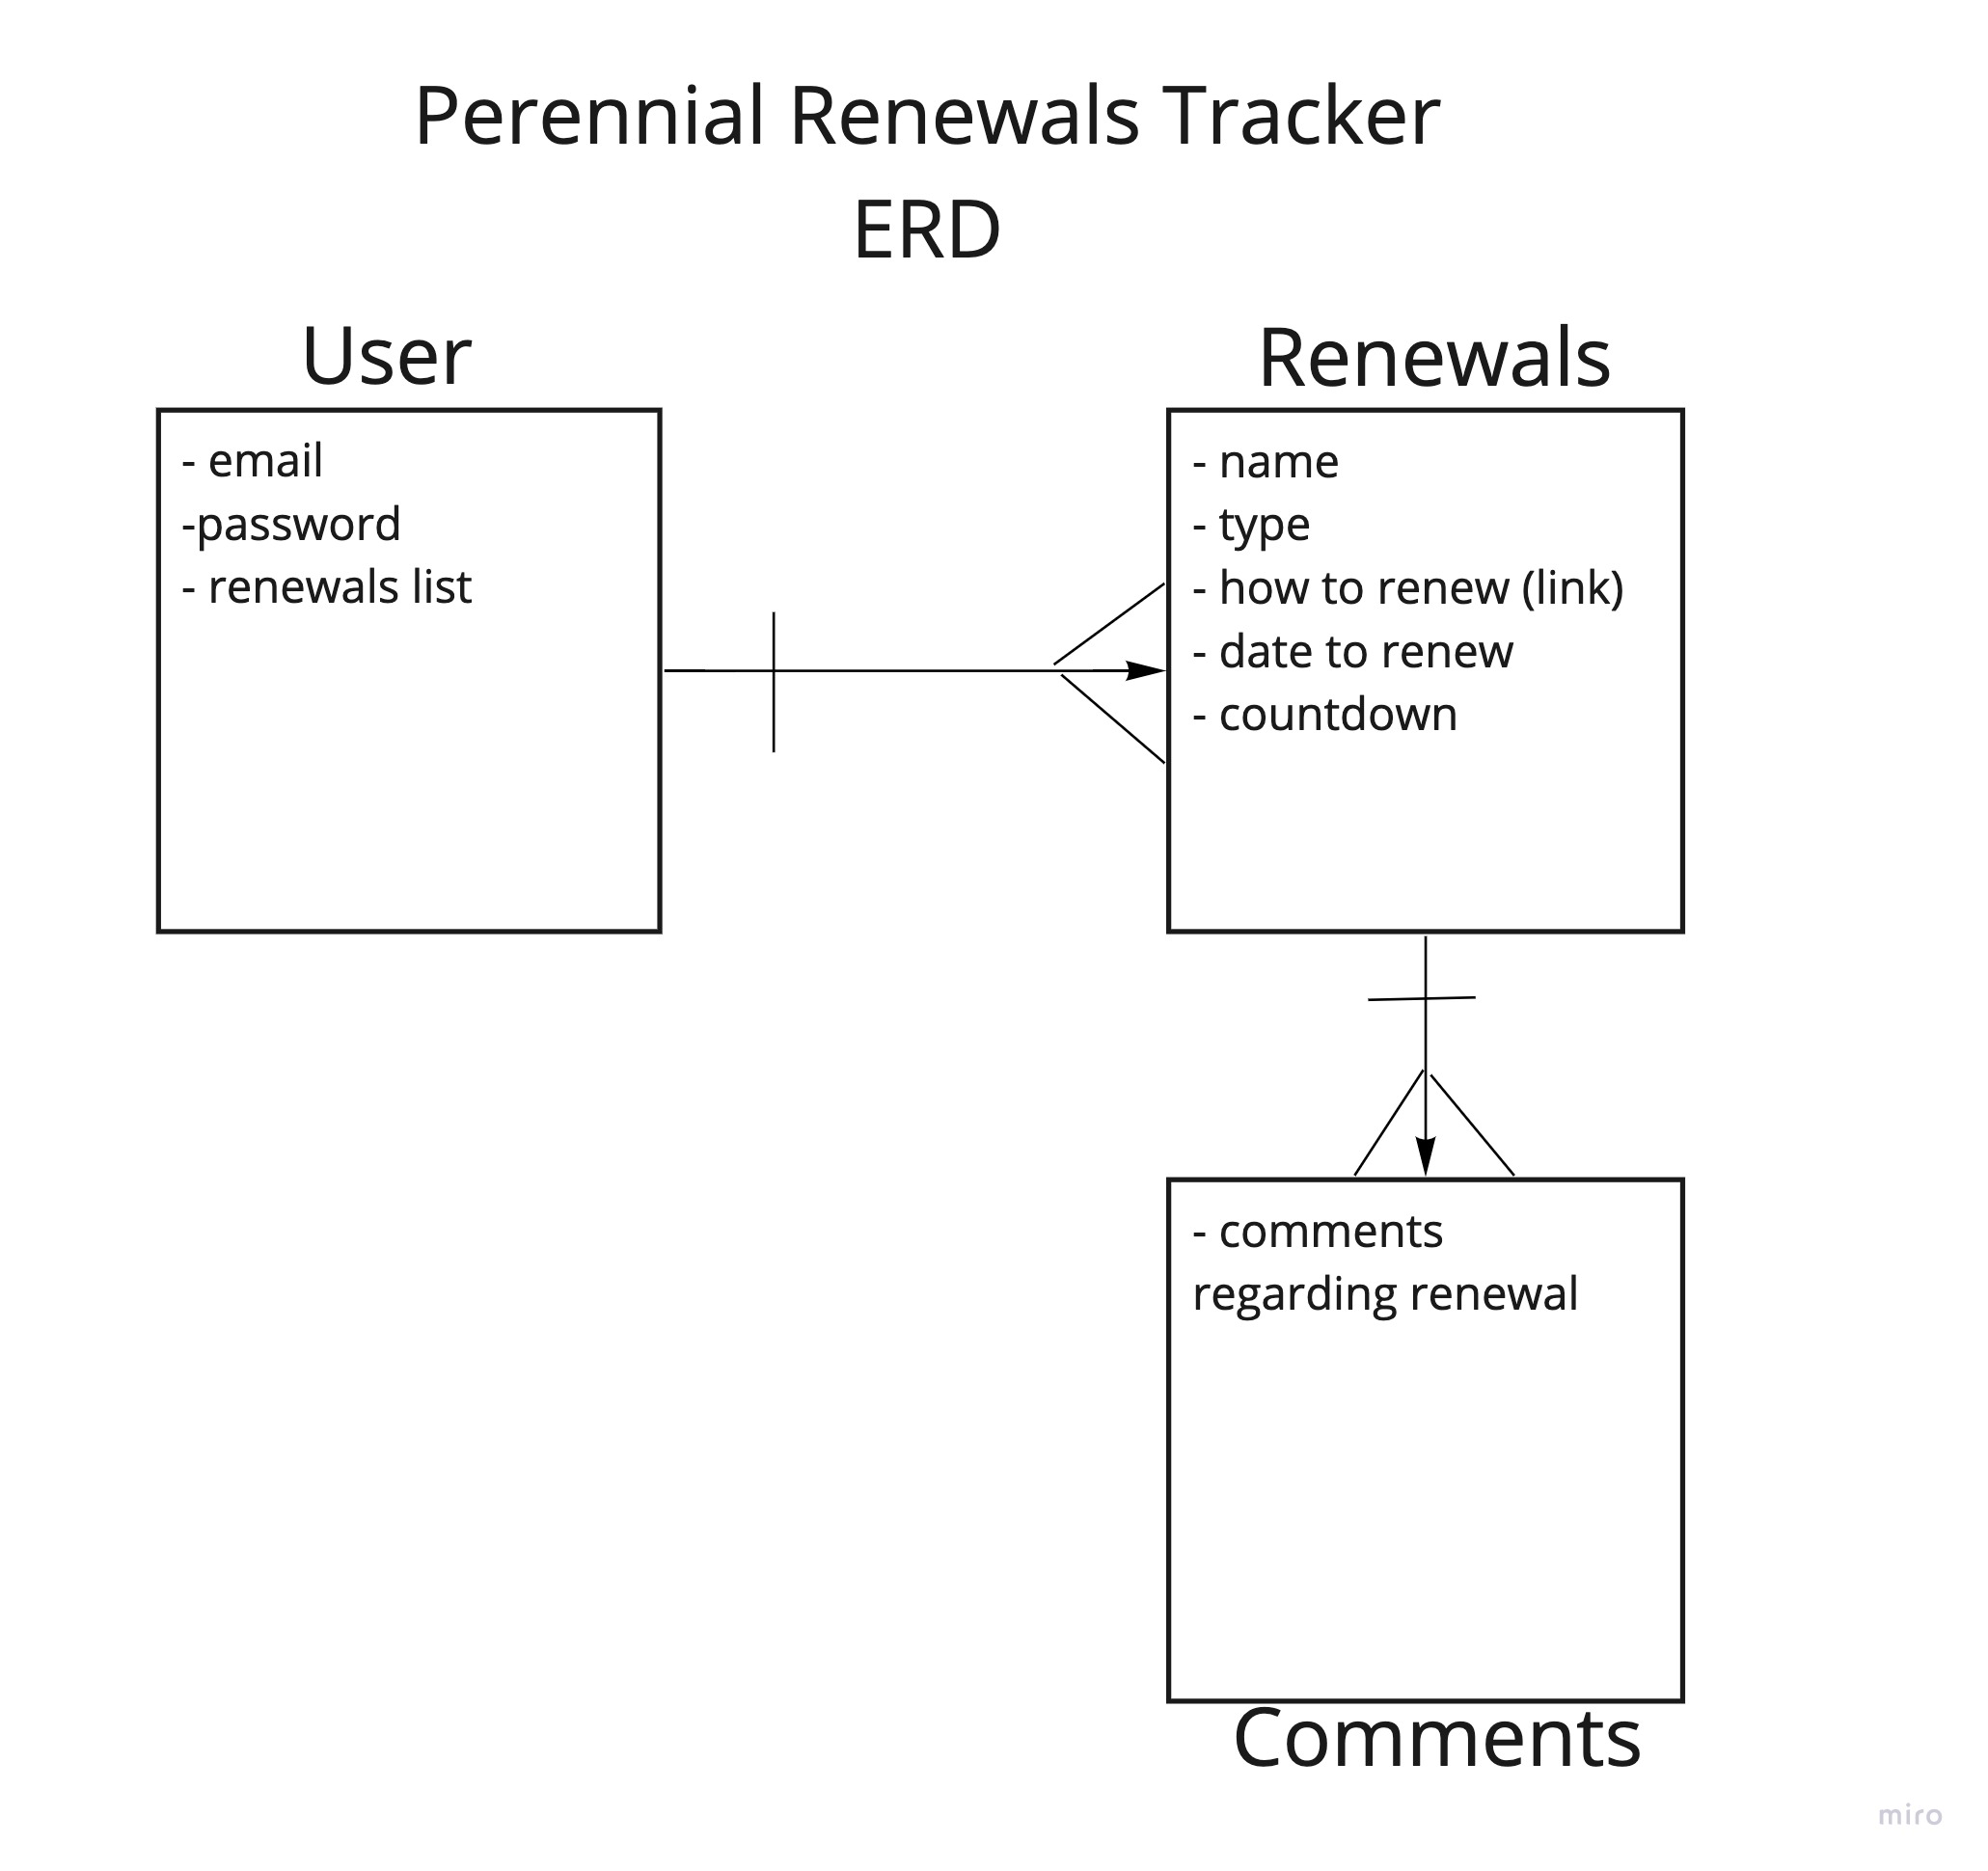 Perennial Renewals Tracker
ERD
User
- email
-password
- renewals list
Renewals
- name
- type
- how to renew (link)
- date to renew
- countdown
- comments
regarding renewal
Comments
miro